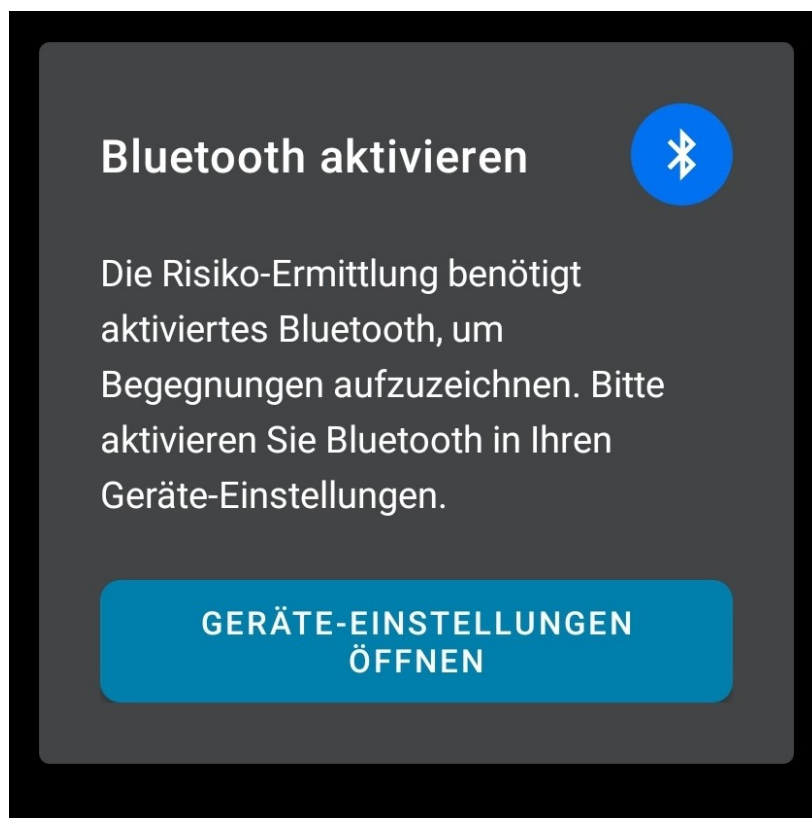 Bluetooth aktivieren
Die Risiko-Ermittlung benötigt
aktiviertes Bluetooth, um
Begegnungen aufzuzeichnen. Bitte
aktivieren Sie Bluetooth in Ihren
Geräte-Einstellungen.
GERÄTE-EINSTELLUNGEN
ÖFFNEN